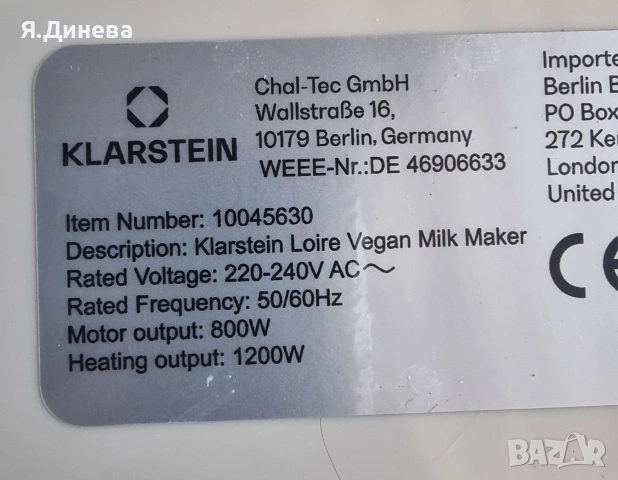 Я.Динева
KLARSTEIN
Chal-Tec GmbH
Wallstraße 16,
10179 Berlin, Germany
WEEE-Nr.:DE 46906633
Importe
Berlin B
PO Box
272 Ke
London
United
Item Number: 10045630
Description: Klarstein Loire Vegan Milk Maker
Rated Voltage: 220-240V AC～
Rated Frequency: 50/60Hz
Motor output: 800W
Heating output: 1200W
CE
BAZAR